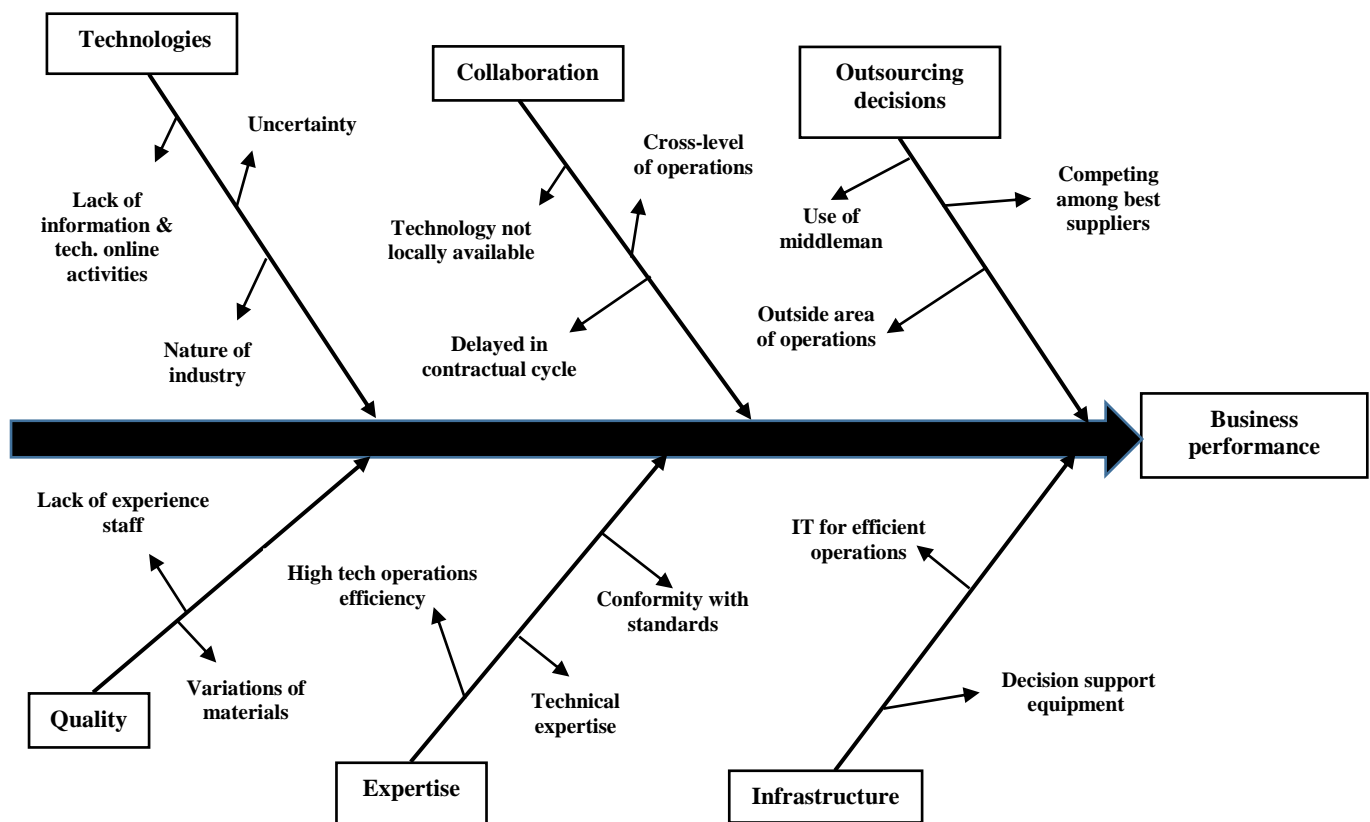 Technologies
Collaboration
Outsourcing
decisions
Uncertainty
Lack of
information &
tech. online
activities
Nature of
industry
Cross-level
of operations
Technology not
locally available
Delayed in
contractual cycle
Competing
among best
suppliers
Use of
middleman
Outside area
of operations
Business
performance
Lack of experience
staff
Variations of
materials
Quality
High tech operations
efficiency
Conformity with
standards
Technical
expertise
Expertise
IT for efficient
operations
Decision support
equipment
Infrastructure